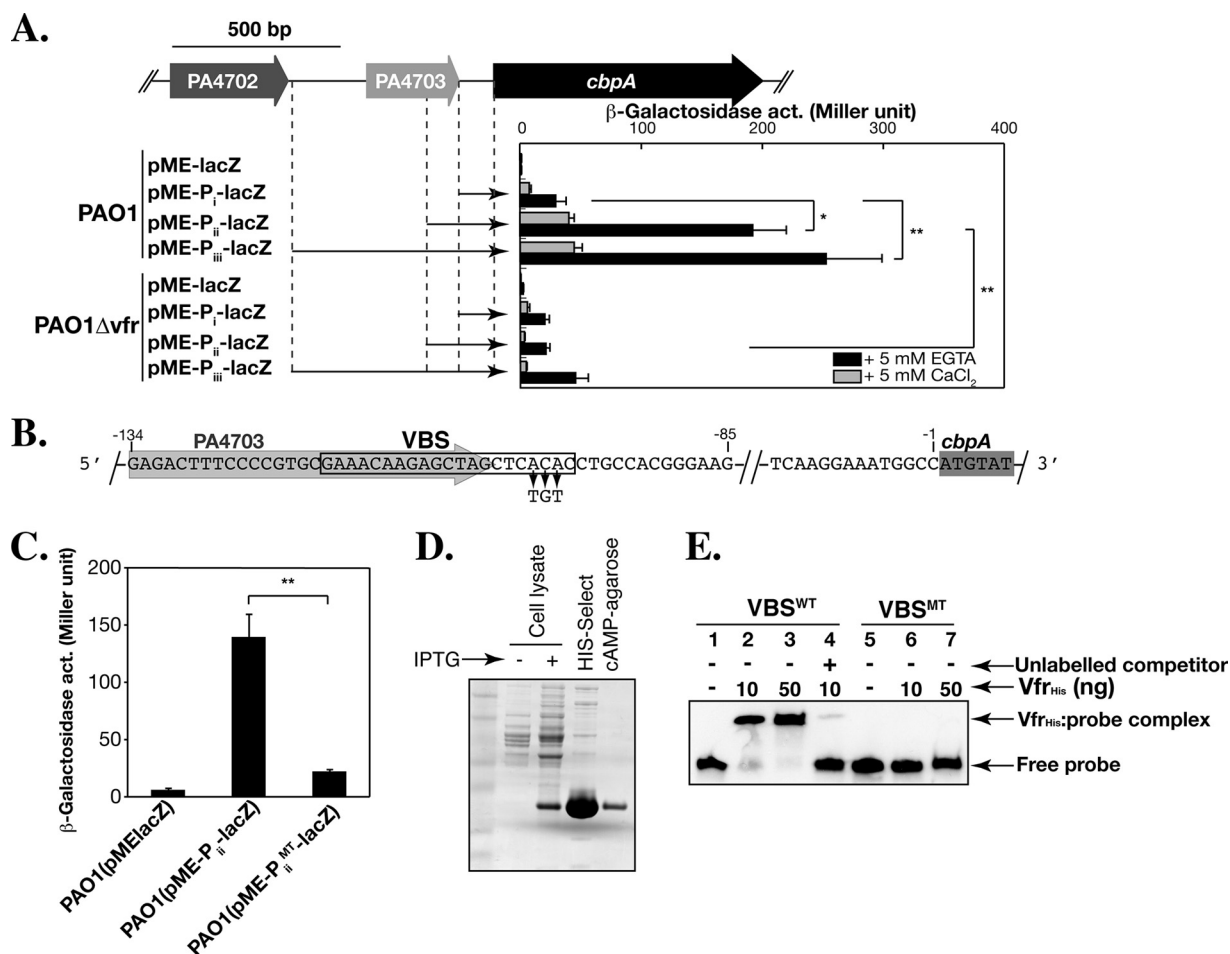 A.
500 bp
PA4702
PA4703
cbpA
β-Galactosidase act. (Miller unit)
0 100 200 300 400
PAO1
pME-lacZ
pME-Pi-lacZ
pME-Pii-lacZ
pME-Piii-lacZ
*
**
**
PAO1Δvfr
pME-lacZ
pME-Pi-lacZ
pME-Pii-lacZ
pME-Piii-lacZ
+ 5 mM EGTA
+ 5 mM CaCl2
B.
-134 PA4703 VBS -85 -1 cbpA
5' GAGACTTTCCCCGTGCGAAACAAGAGCTAGCTCACACCTGCCACGGGAAG TCAAGGAAATGGCCATGTAT 3'
TGT
C.
β-Galactosidase act. (Miller unit)
200
150
100
50
0
**
PAO1(pMElacZ)
PAO1(pME-Pii-lacZ)
PAO1(pME-PiiMT-lacZ)
D.
Cell lysate
HIS-Select
cAMP-agarose
IPTG - +
E.
VBSWT VBSMT
1 2 3 4 5 6 7
- - - + - - - Unlabelled competitor
- 10 50 10 - 10 50 VfrHis (ng)
VfrHis:probe complex
Free probe